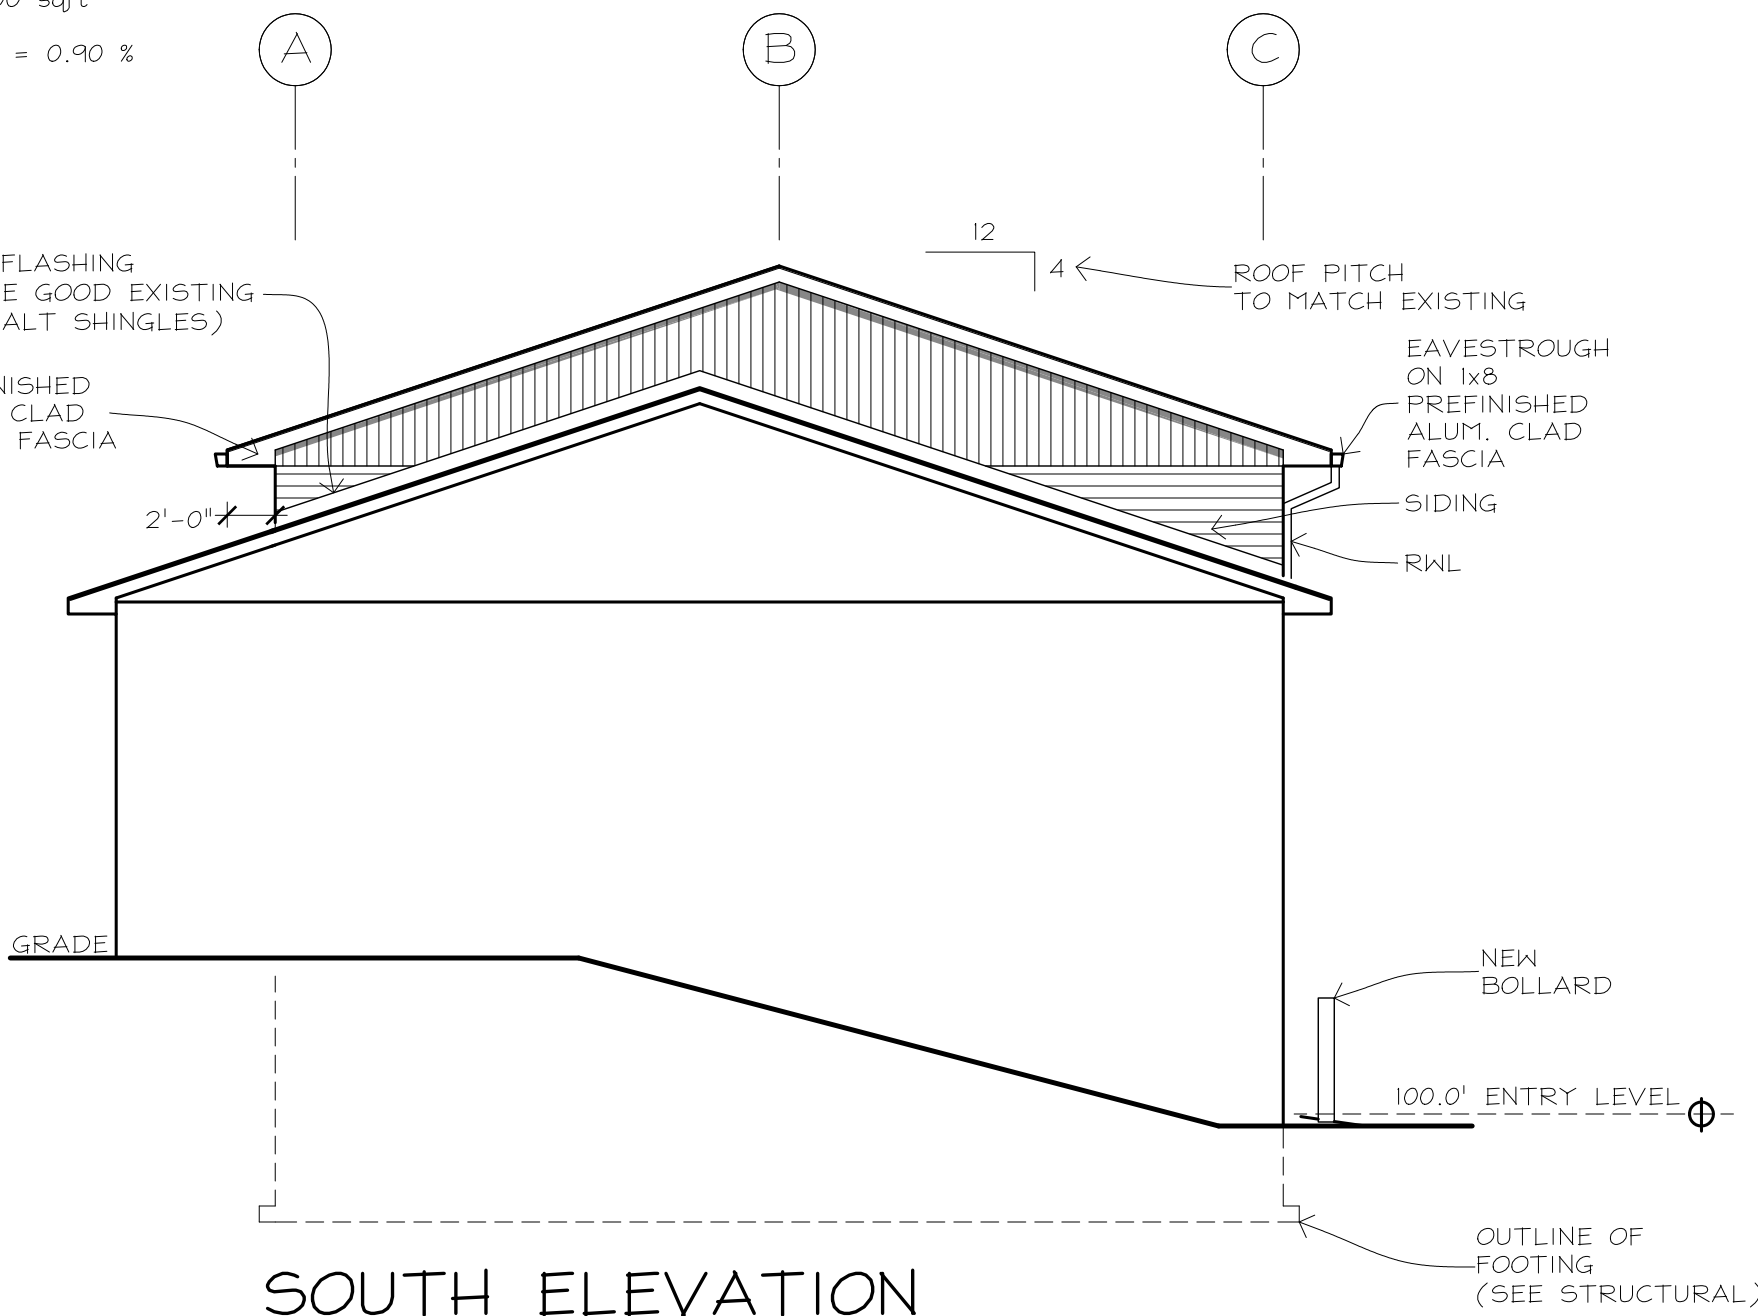 sqft
= 0.90 %
A
B
C
12
4
FLASHING
GOOD EXISTING
SHINGLES)
CLAD
FASCIA
2'-0"
ROOF PITCH
TO MATCH EXISTING
EAVESTROUGH
ON 1x8
PREFINISHED
ALUM. CLAD
FASCIA
SIDING
RWL
GRADE
NEW
BOLLARD
100.0' ENTRY LEVEL
OUTLINE OF
FOOTING
(SEE STRUCTURAL)
SOUTH ELEVATION